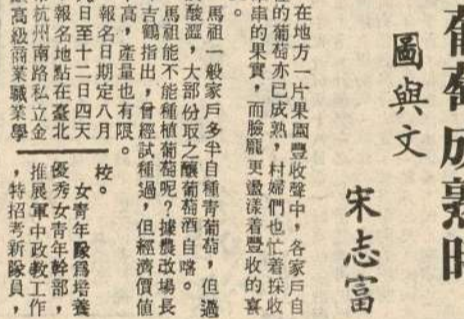 葡萄成熟時
圖與文 宋志富
在地方一片果園豐收聲中，各家戶自
的葡萄亦已成熟，村婦們也忙着採收
串的果實，而臉龐更盪漾着豐收的喜
。
馬祖一般家戶多半自種青葡萄，但過
酸澀，大部份取之釀葡萄酒自喀。
馬祖能不能種植葡萄呢？據農改場長
吉鶴指出，曾經試種過，但經濟價值
高，產量也有限。
報名日期定八月
日至十二日四天
報名地點在臺北
杭州南路私立金
高級商業職業學
校。
女青年隊爲培養
優秀女青年幹部，
推展軍中政教工作
，特招考新隊員，